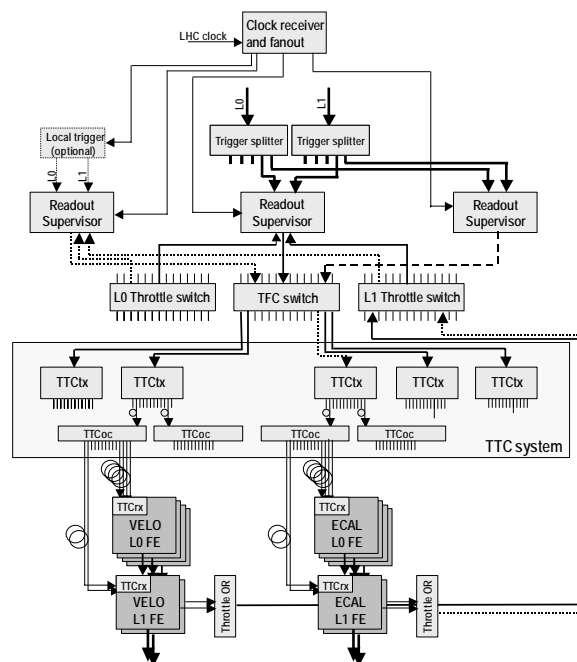 Clock receiver
and fanout
LHC clock
L0
L1
Local trigger
(optional)
Trigger splitter
Trigger splitter
L0
L1
Readout
Supervisor
Readout
Supervisor
Readout
Supervisor
L0 Throttle switch
TFC switch
L1 Throttle switch
TTCtx
TTCtx
TTCtx
TTCtx
TTCtx
TTCoc
TTCoc
TTCoc
TTCoc
TTC system
TTCrx
VELO
L0 FE
TTCrx
ECAL
L0 FE
TTCrx
VELO
L1 FE
Throttle OR
TTCrx
ECAL
L1 FE
Throttle OR